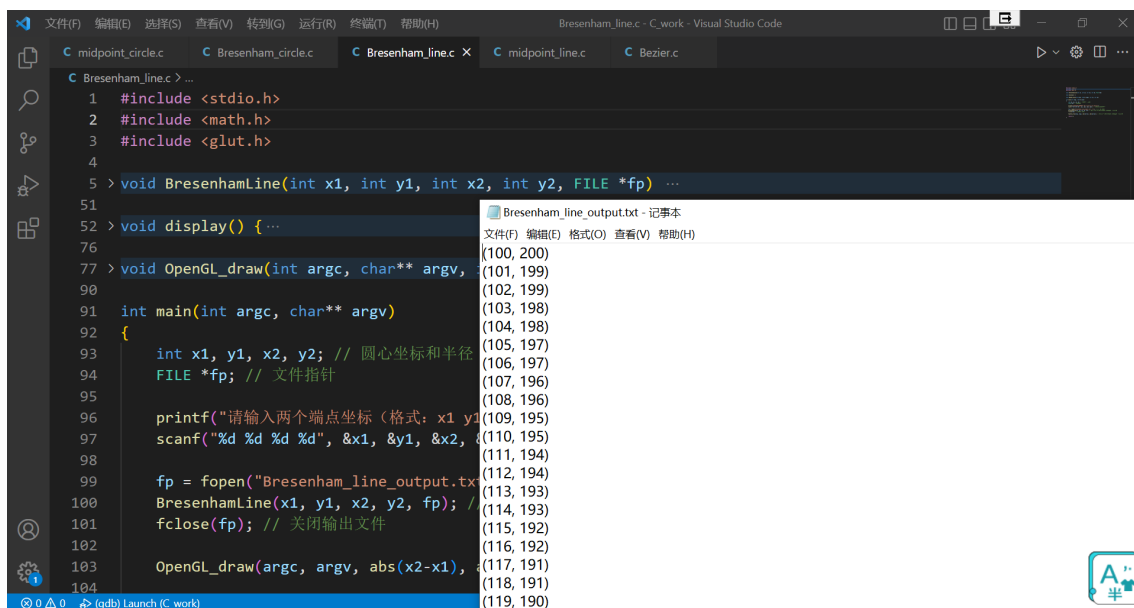 文件(F) 编辑(E) 选择(S) 查看(V) 转到(G) 运行(R) 终端(T) 帮助(H) Bresenham_line.c - C_work - Visual Studio Code
midpoint_circle.c Bresenham_circle.c Bresenham_line.c midpoint_line.c Bezier.c
Bresenham_line.c > ...
1 #include <stdio.h>
2 #include <math.h>
3 #include <glut.h>
4
5 void BresenhamLine(int x1, int y1, int x2, int y2, FILE *fp) ...
51
52 void display() { ...
76
77 void OpenGL_draw(int argc, char** argv,
90
91 int main(int argc, char** argv)
92 {
93 int x1, y1, x2, y2; // 圆心坐标和半径
94 FILE *fp; // 文件指针
95
96 printf("请输入两个端点坐标（格式：x1 y1
97 scanf("%d %d %d %d", &x1, &y1, &x2,
98
99 fp = fopen("Bresenham_line_output.txt
100 BresenhamLine(x1, y1, x2, y2, fp); //
101 fclose(fp); // 关闭输出文件
102
103 OpenGL_draw(argc, argv, abs(x2-x1),
104
Bresenham_line_output.txt - 记事本
文件(F) 编辑(E) 格式(O) 查看(V) 帮助(H)
(100, 200)
(101, 199)
(102, 199)
(103, 198)
(104, 198)
(105, 197)
(106, 197)
(107, 196)
(108, 196)
(109, 195)
(110, 195)
(111, 194)
(112, 194)
(113, 193)
(114, 193)
(115, 192)
(116, 192)
(117, 191)
(118, 191)
(119, 190)
1
0 0 (gdb) Launch (C_work)
A
半